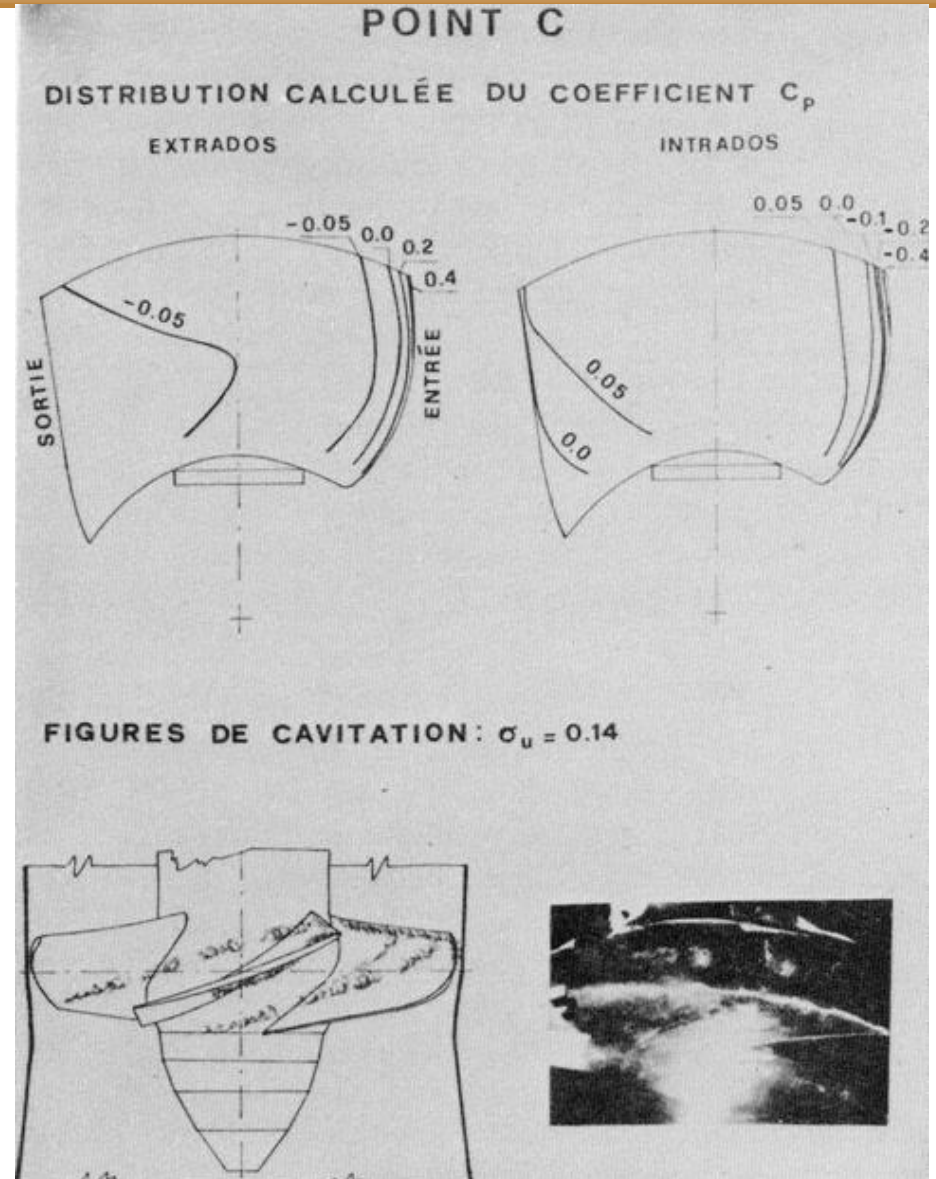 POINT C
DISTRIBUTION CALCULÉE DU COEFFICIENT Cp
EXTRADOS
INTRADOS
-0.05 0.0 0.2
0.4
-0.05
SORTIE
ENTRÉE
0.05 0.0 -0.1 -0.2
-0.4
0.05
0.0
FIGURES DE CAVITATION: σu = 0.14